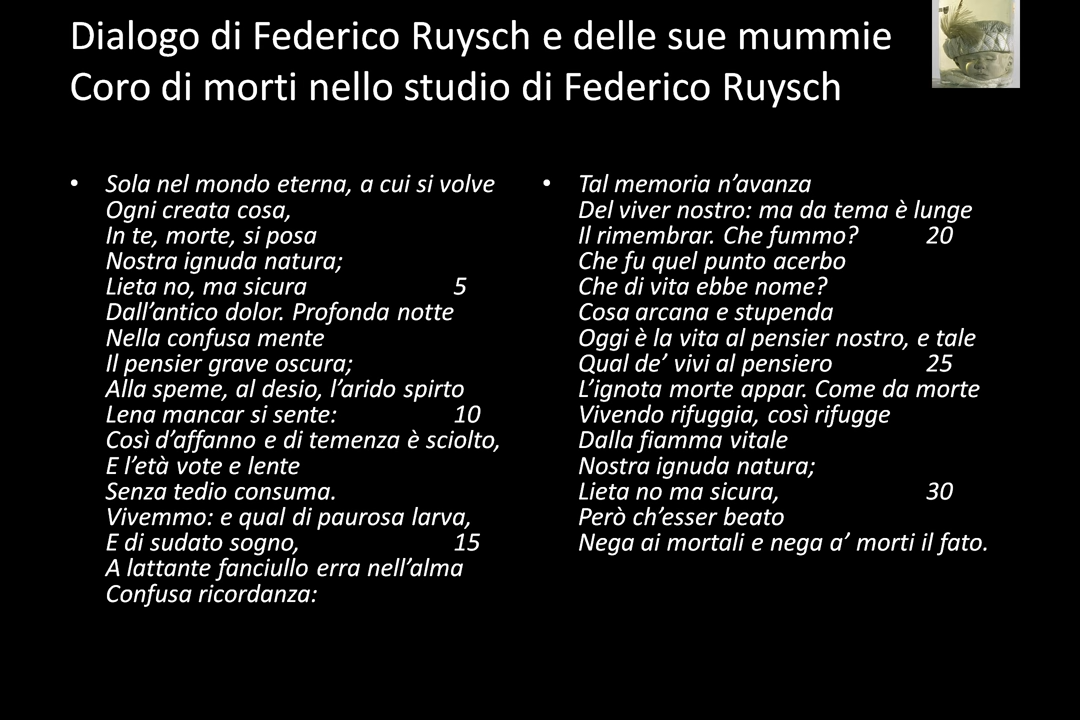 Dialogo di Federico Ruysch e delle sue mummie
Coro di morti nello studio di Federico Ruysch
• Sola nel mondo eterna, a cui si volve
Ogni creata cosa,
In te, morte, si posa
Nostra ignuda natura;
Lieta no, ma sicura 5
Dall’antico dolor. Profonda notte
Nella confusa mente
Il pensier grave oscura;
Alla speme, al desio, l’arido spirto
Lena mancar si sente: 10
Così d’affanno e di temenza è sciolto,
E l’età vote e lente
Senza tedio consuma.
Vivemmo: e qual di paurosa larva,
E di sudato sogno, 15
A lattante fanciullo erra nell’alma
Confusa ricordanza:
• Tal memoria n’avanza
Del viver nostro: ma da tema è lunge
Il rimembrar. Che fummo? 20
Che fu quel punto acerbo
Che di vita ebbe nome?
Cosa arcana e stupenda
Oggi è la vita al pensier nostro, e tale
Qual de’ vivi al pensiero 25
L’ignota morte appar. Come da morte
Vivendo rifuggia, così rifugge
Dalla fiamma vitale
Nostra ignuda natura;
Lieta no ma sicura, 30
Però ch’esser beato
Nega ai mortali e nega a’ morti il fato.